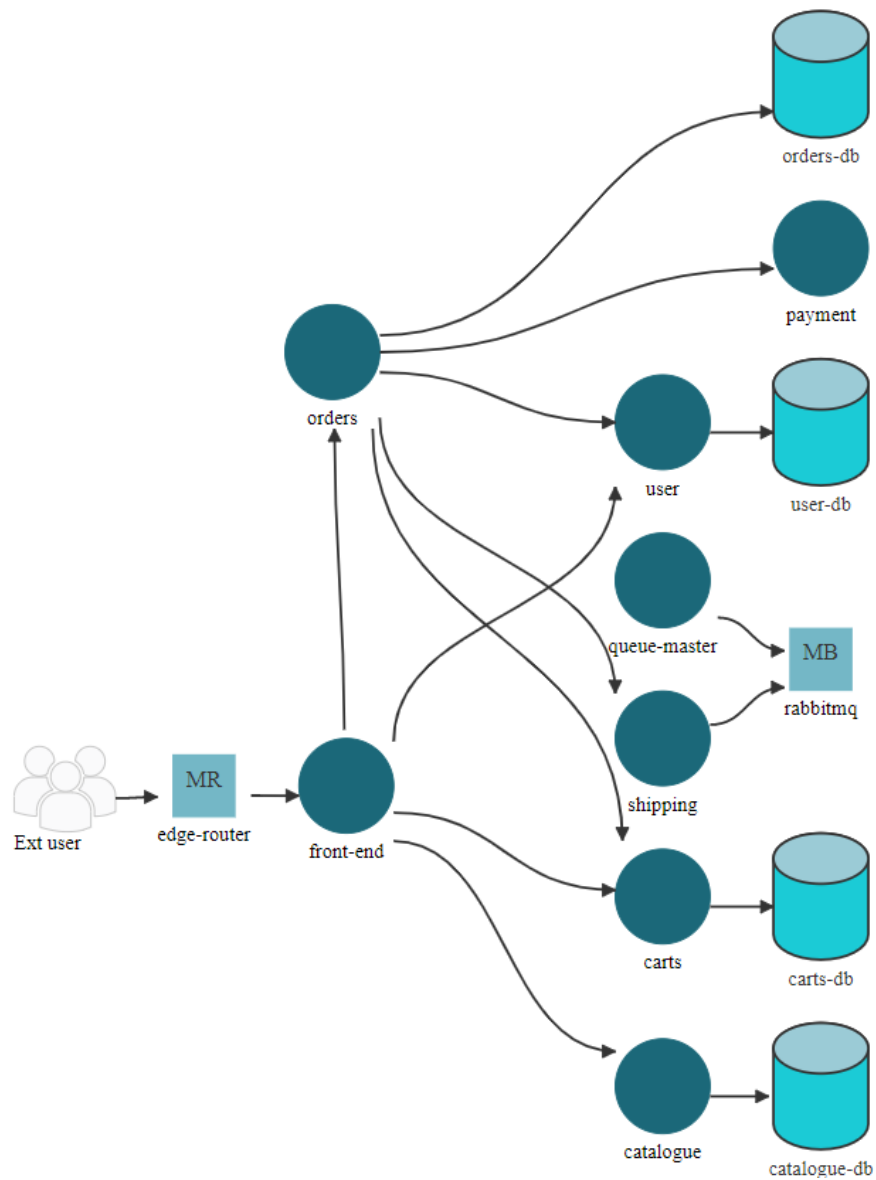 orders-db
payment
orders
user
user-db
queue-master
MB
rabbitmq
shipping
MR
Ext user
edge-router
front-end
carts
carts-db
catalogue
catalogue-db